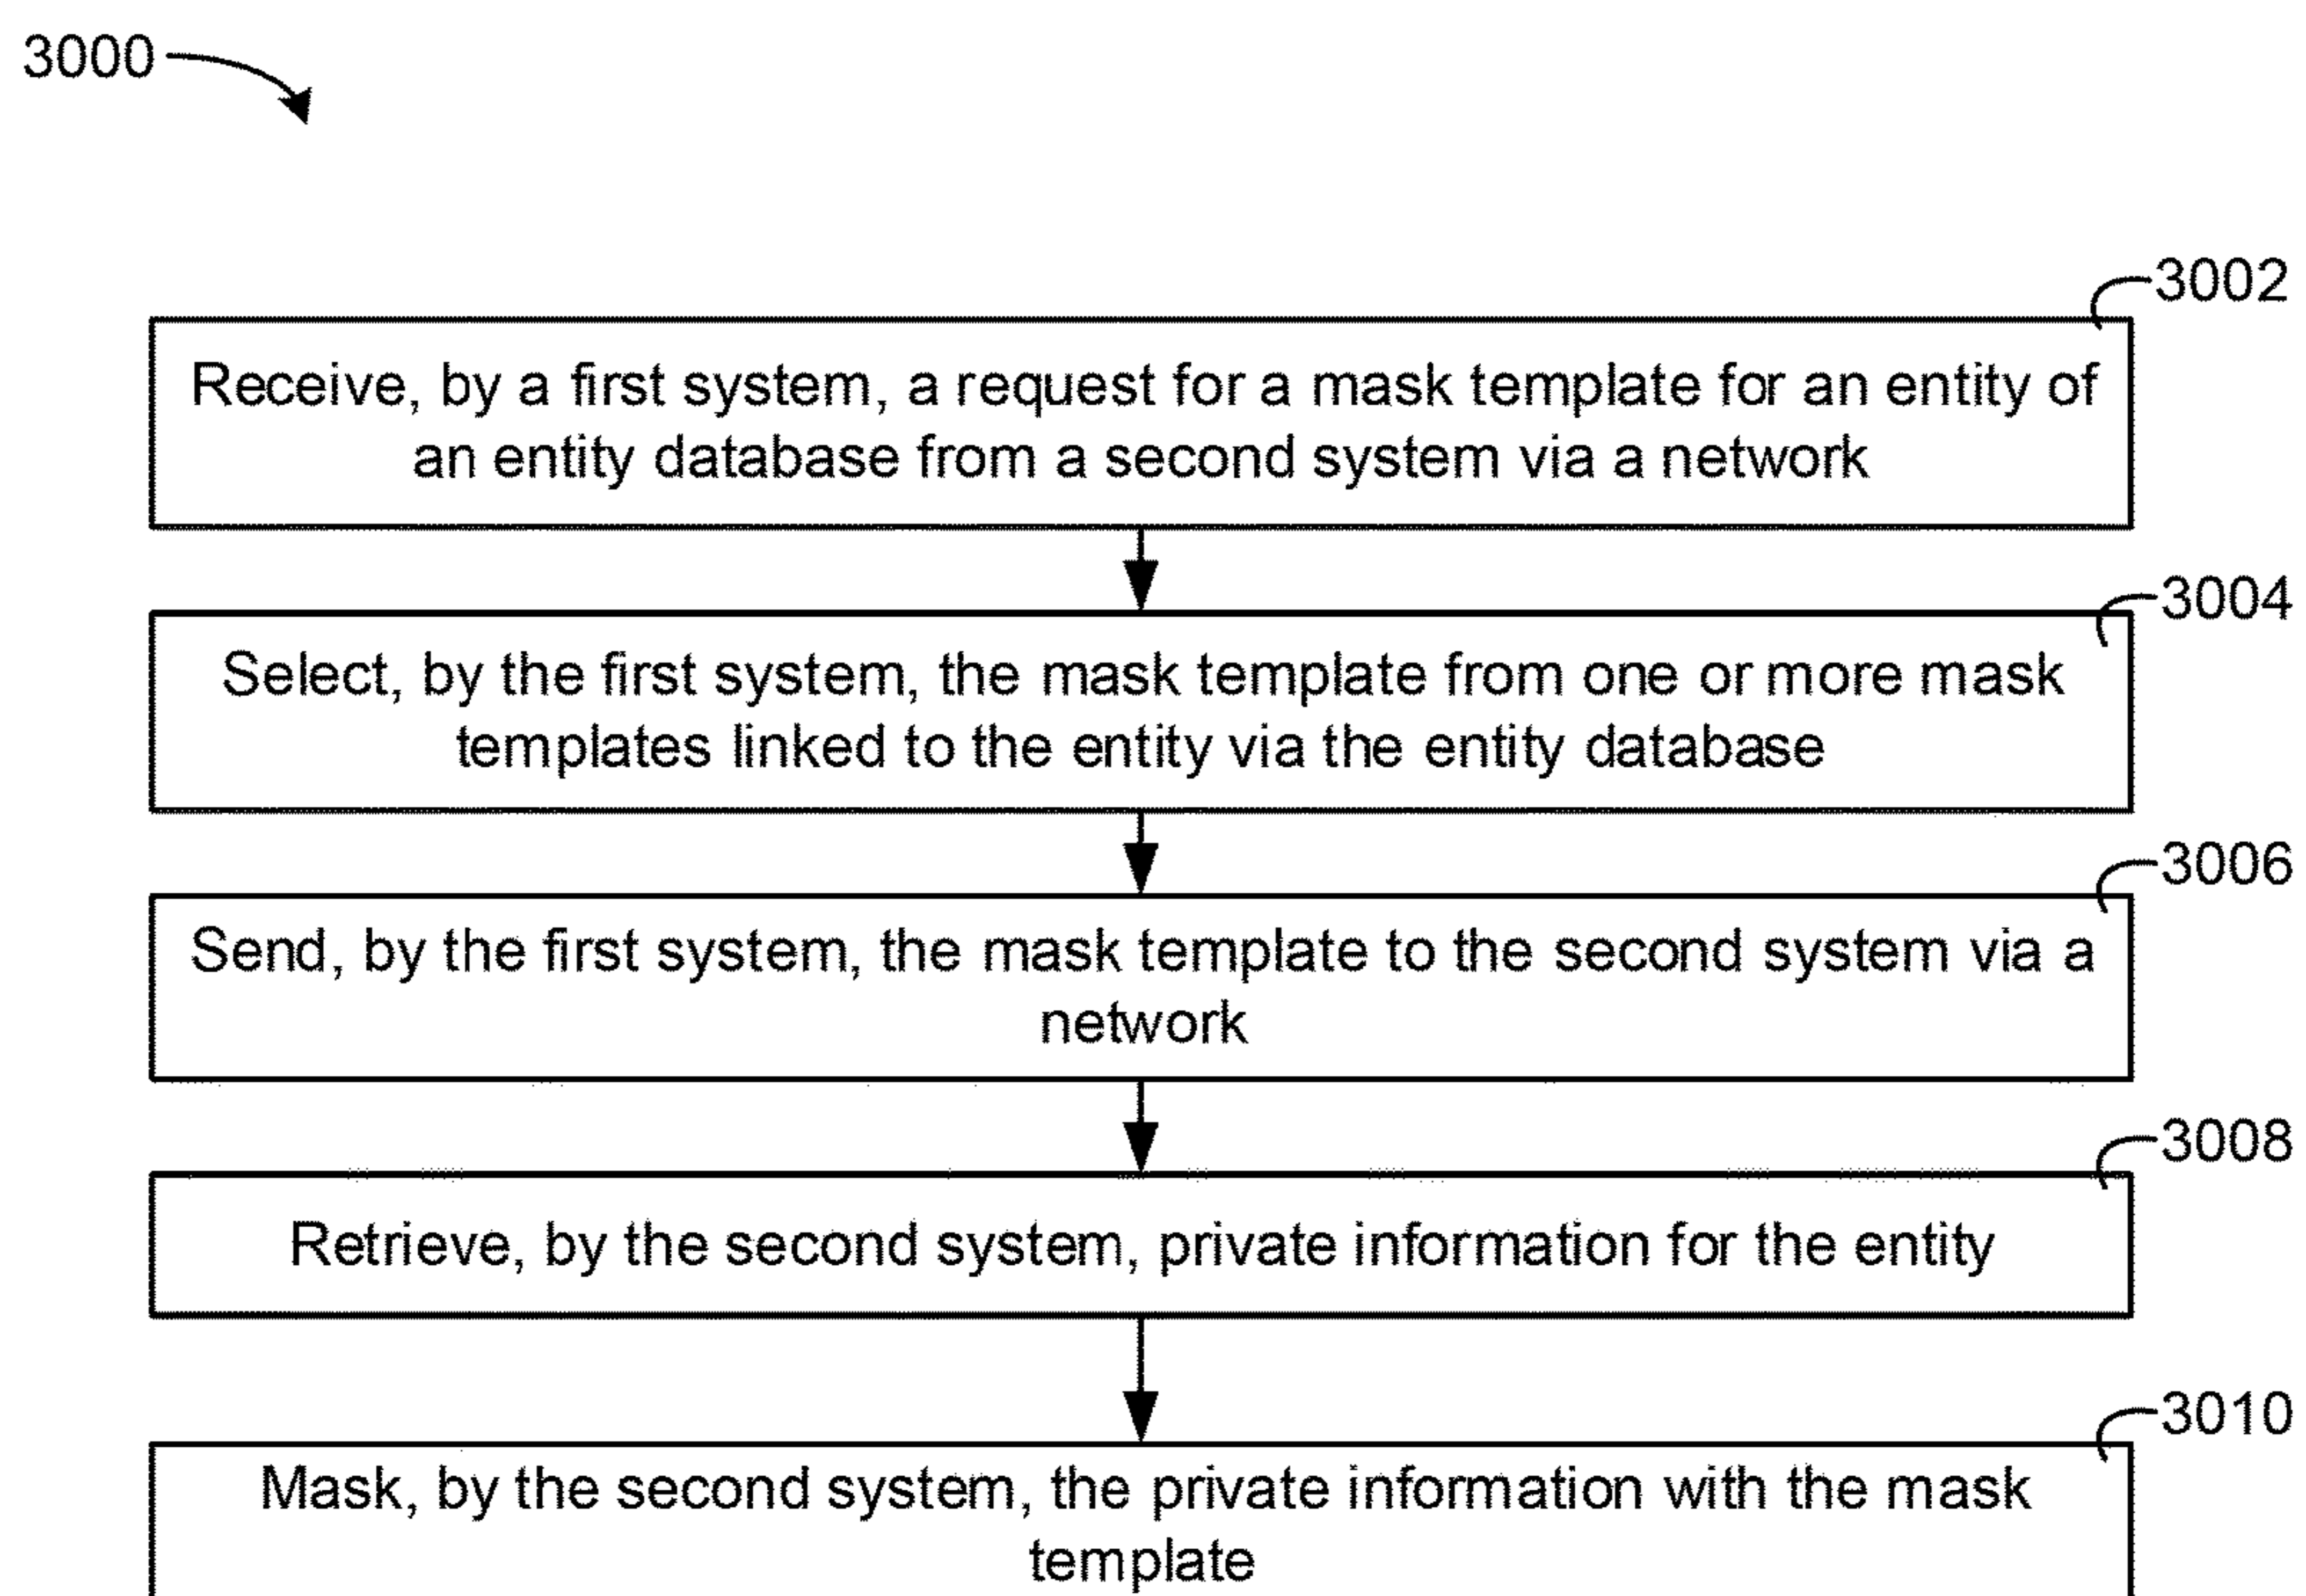 3000
3002
Receive, by a first system, a request for a mask template for an entity of
an entity database from a second system via a network
3004
Select, by the first system, the mask template from one or more mask
templates linked to the entity via the entity database
3006
Send, by the first system, the mask template to the second system via a
network
3008
Retrieve, by the second system, private information for the entity
3010
Mask, by the second system, the private information with the mask
template